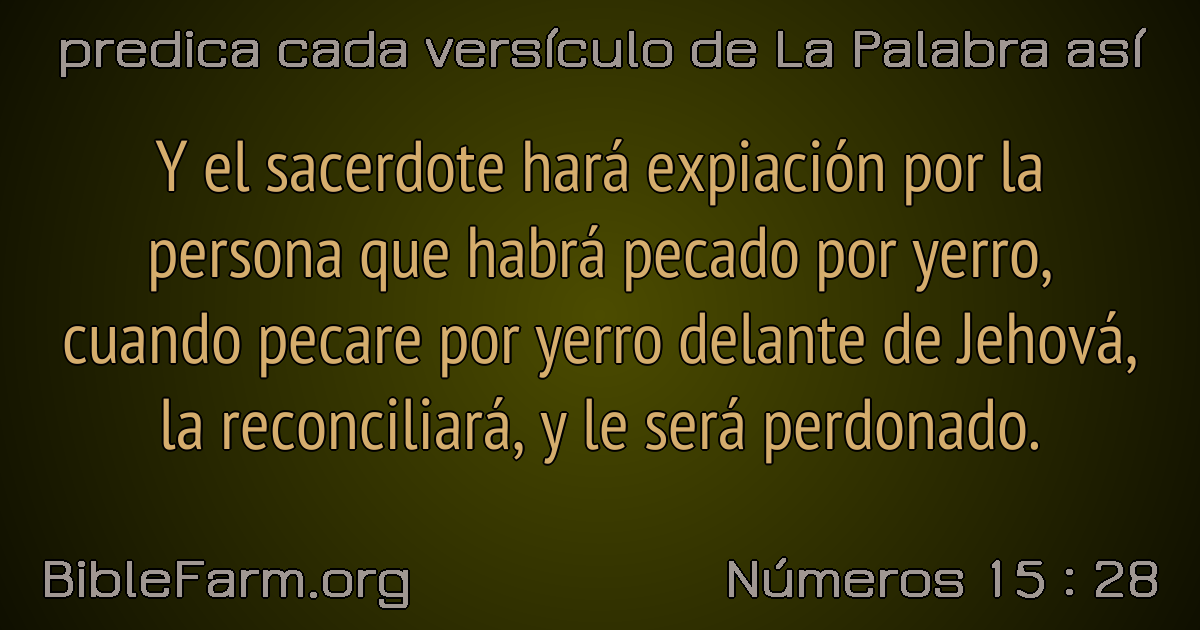 predica cada versículo de La Palabra así
Y el sacerdote hará expiación por la
persona que habrá pecado por yerro,
cuando pecare por yerro delante de Jehová,
la reconciliará, y le será perdonado.
BibleFarm.org
Números 15 : 28